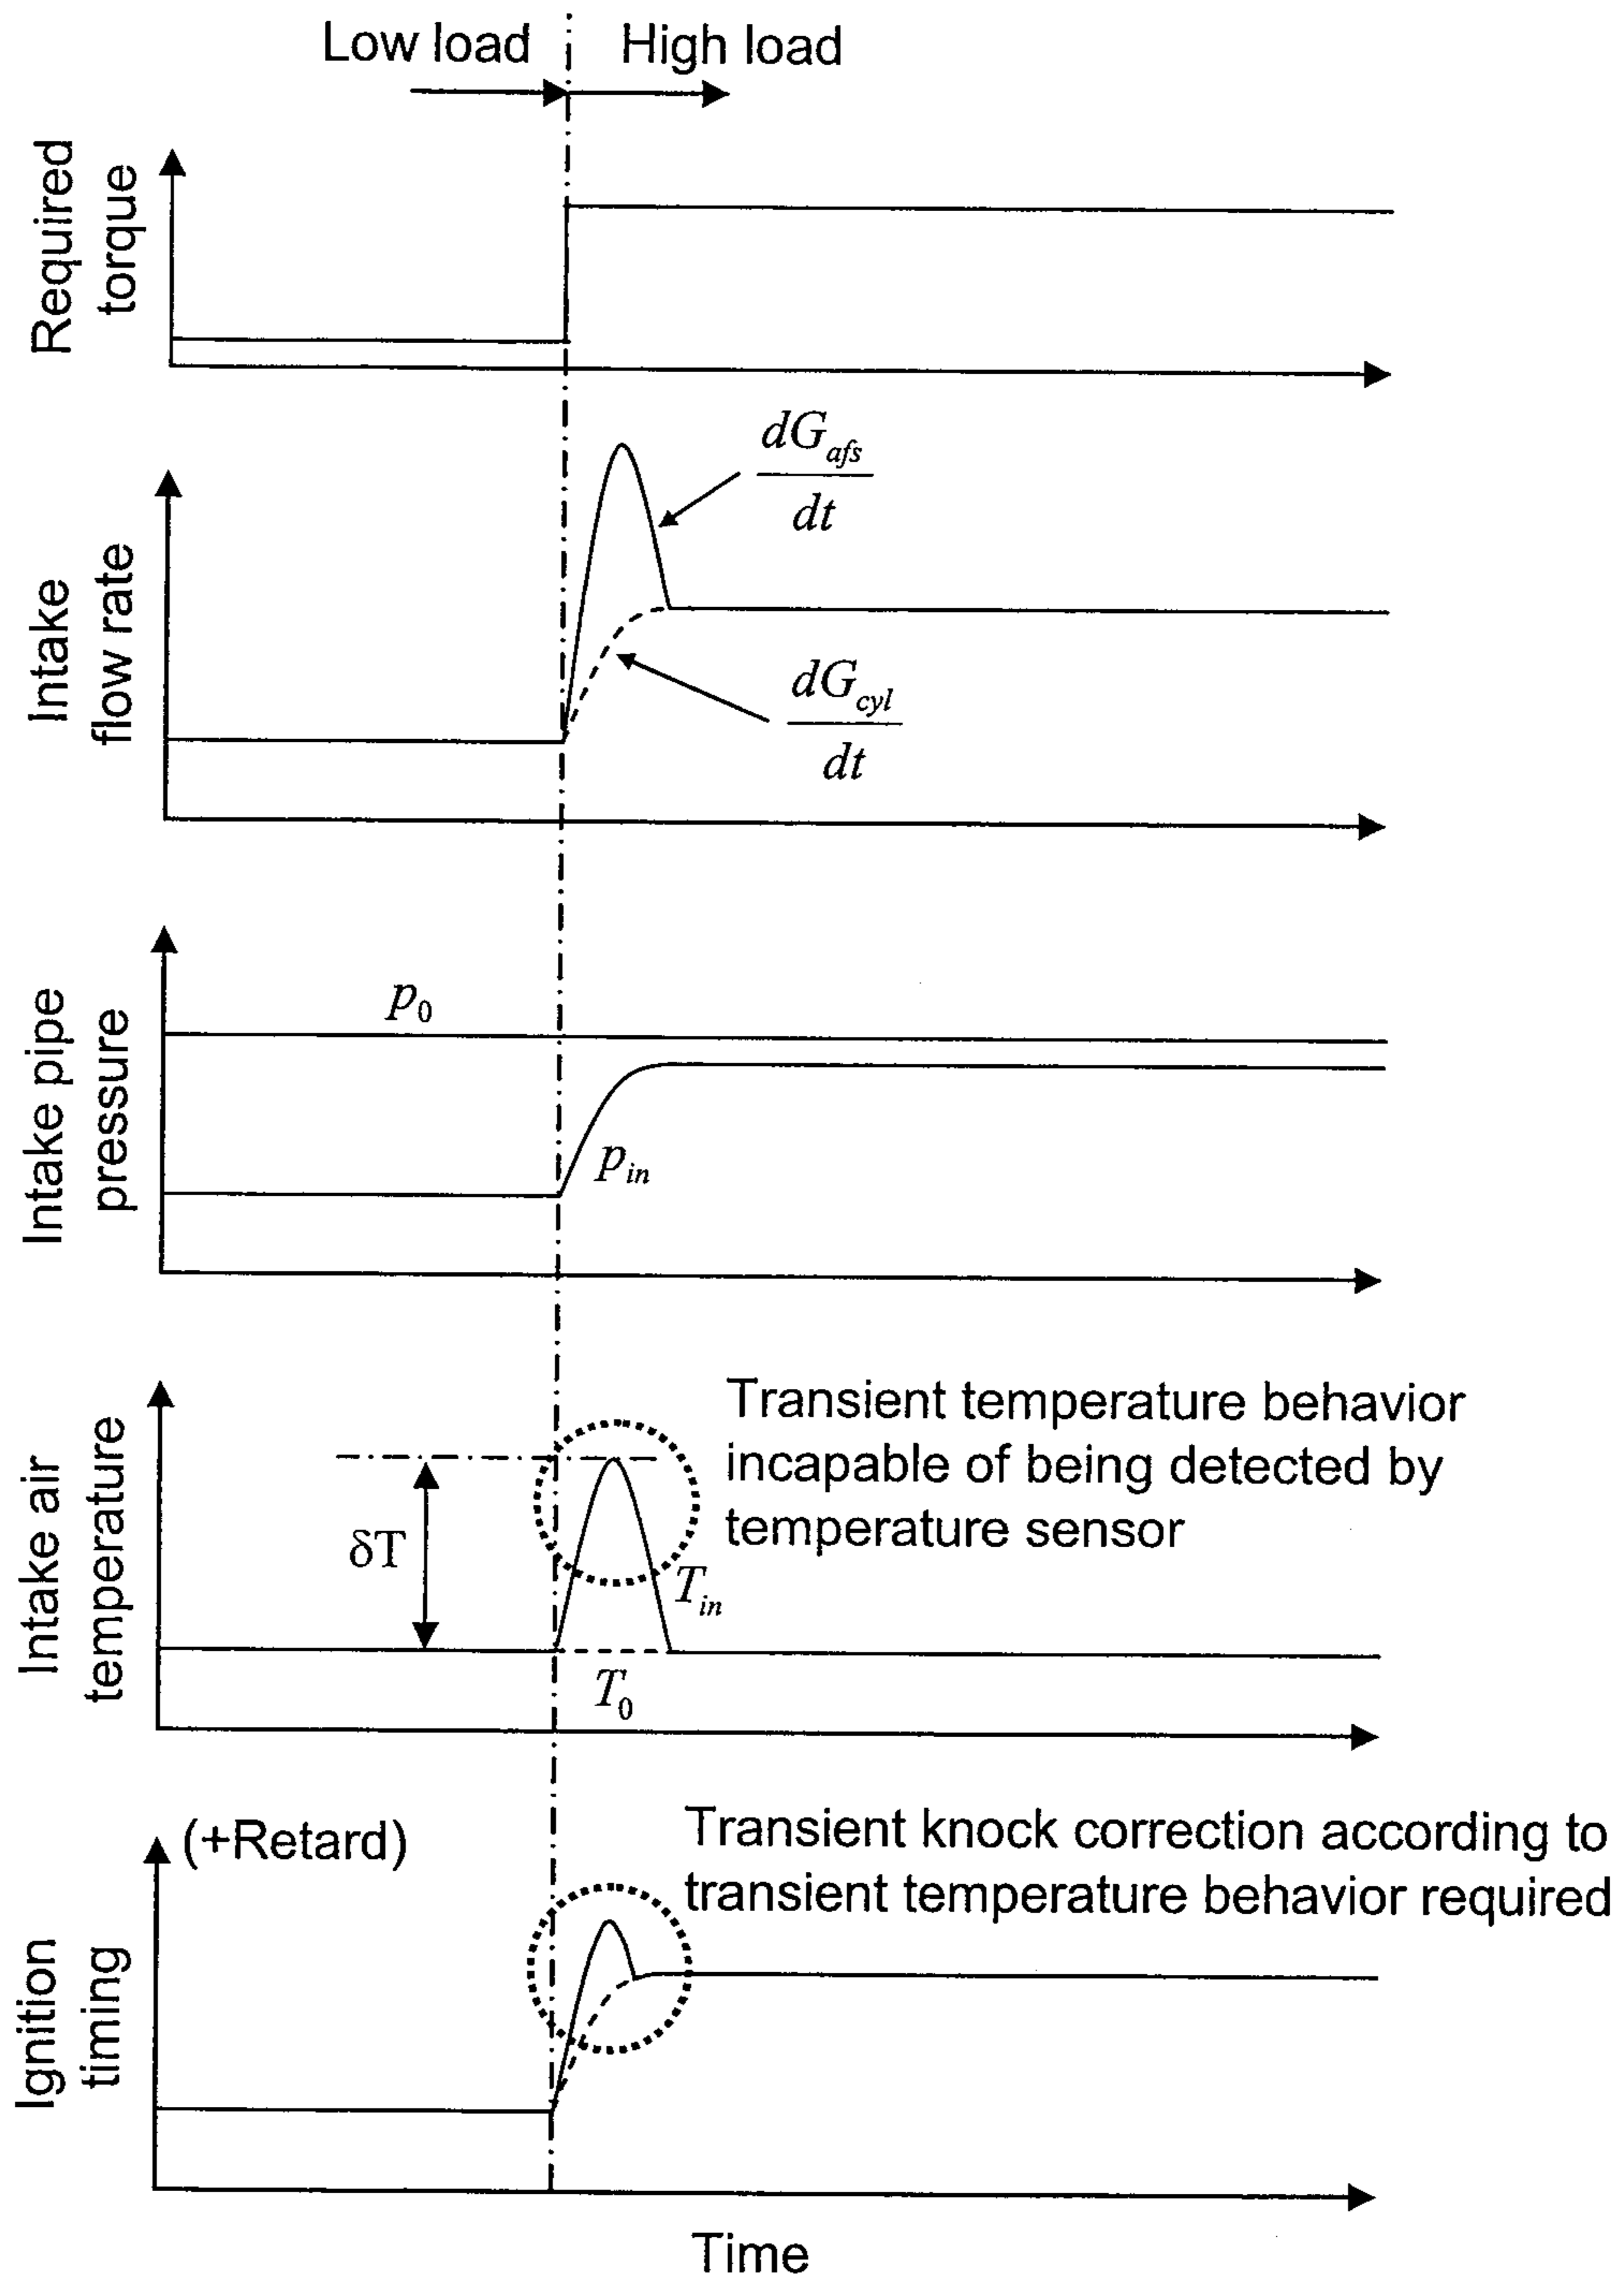 Low load
High load
Required
torque
dG_afs
dt
Intake
flow rate
dG_cyl
dt
Intake pipe
pressure
p_0
p_in
Intake air
temperature
Transient temperature behavior
incapable of being detected by
temperature sensor
δT
T_in
T_0
Ignition
timing
(+Retard)
Transient knock correction according to
transient temperature behavior required
Time